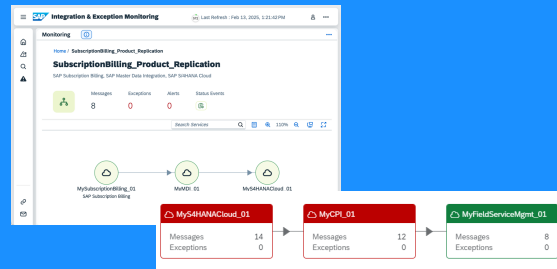 SAP Integration & Exception Monitoring
Last Refresh : Feb 13, 2025, 1:21:42 PM
Monitoring
Home / SubscriptionBilling_Product_Replication
SubscriptionBilling_Product_Replication
SAP Subscription Billing, SAP Master Data Integration, SAP S/4HANA Cloud
Messages Exceptions Alerts Status Events
8 0 0
Search Services
110%
MySubscriptionBilling_01 MyMDI_01 MyS4HANACloud_01
SAP Subscription Billing
MyS4HANACloud_01 MyCPI_01 MyFieldServiceMgmt_01
Messages 14 Messages 12 Messages 8
Exceptions 0 Exceptions 0 Exceptions 0